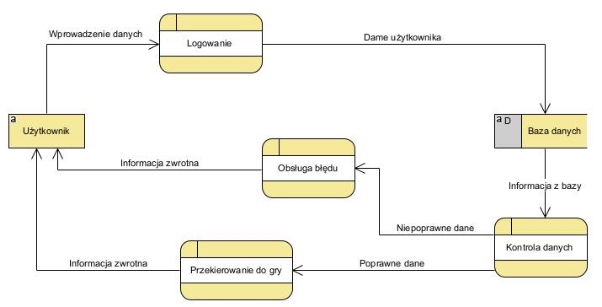 Wprowadzenie danych
Logowanie
Dame użytkownika
a
Użytkownik
a D
Baza danych
Informacja zwrotna
Obsługa błędu
Informacja z bazy
Niepoprawne dane
Kontrola danych
Informacja zwrotna
Przekierowanie do gry
Poprawne dane